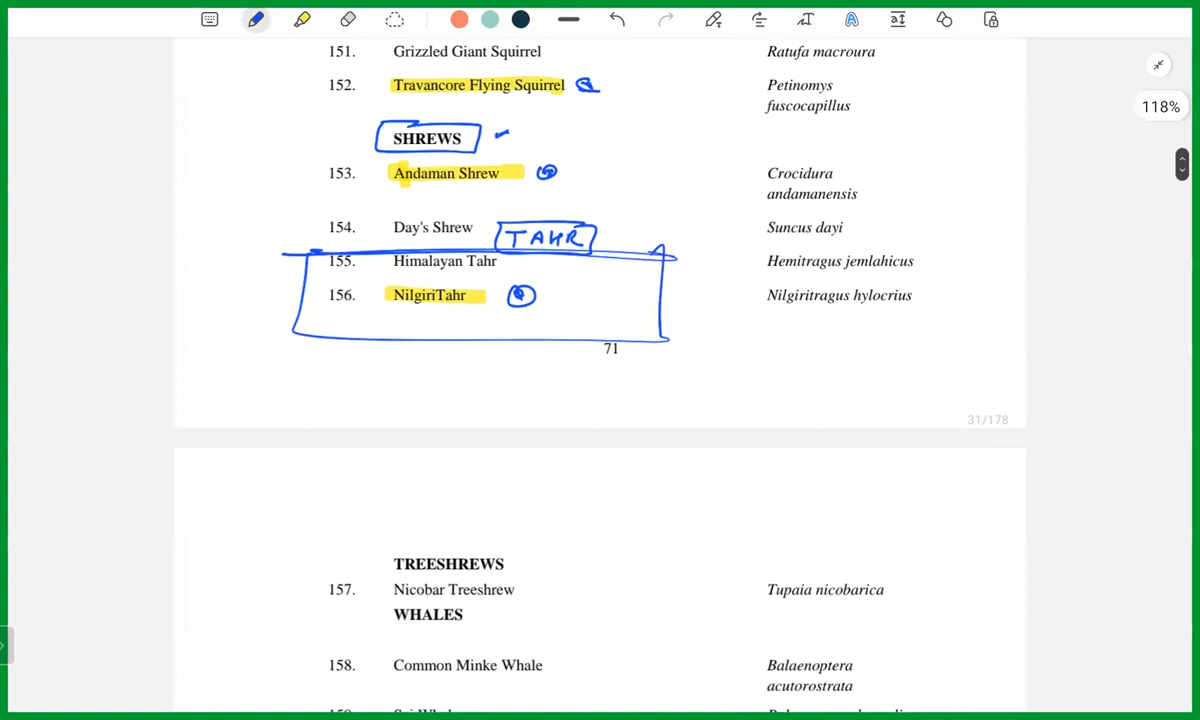 118%
151. Grizzled Giant Squirrel Ratufa macroura
152. Travancore Flying Squirrel Petinomys
fuscocapillus
SHREWS
153. Andaman Shrew Crocidura
andamanensis
154. Day's Shrew TAHR Suncus dayi
155. Himalayan Tahr Hemitragus jemlahicus
156. NilgiriTahr Nilgiritragus hylocrius
71
31/178
TREESHREWS
157. Nicobar Treeshrew Tupaia nicobarica
WHALES
158. Common Minke Whale Balaenoptera
acutorostrata